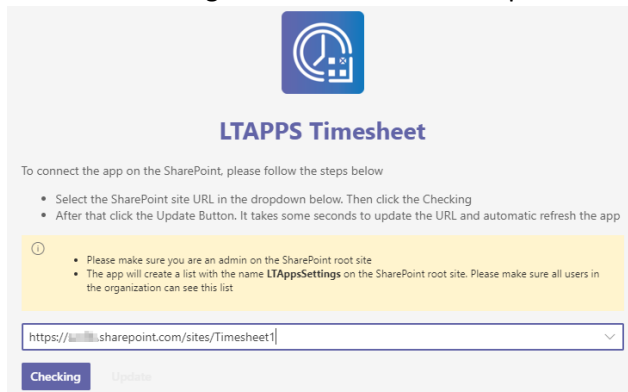 LTAPPS Timesheet
To connect the app on the SharePoint, please follow the steps below
• Select the SharePoint site URL in the dropdown below. Then click the Checking
• After that click the Update Button. It takes some seconds to update the URL and automatic refresh the app
• Please make sure you are an admin on the SharePoint root site
• The app will create a list with the name LTAppsSettings on the SharePoint root site. Please make sure all users in
the organization can see this list
https:// .sharepoint.com/sites/Timesheet1
Checking Update